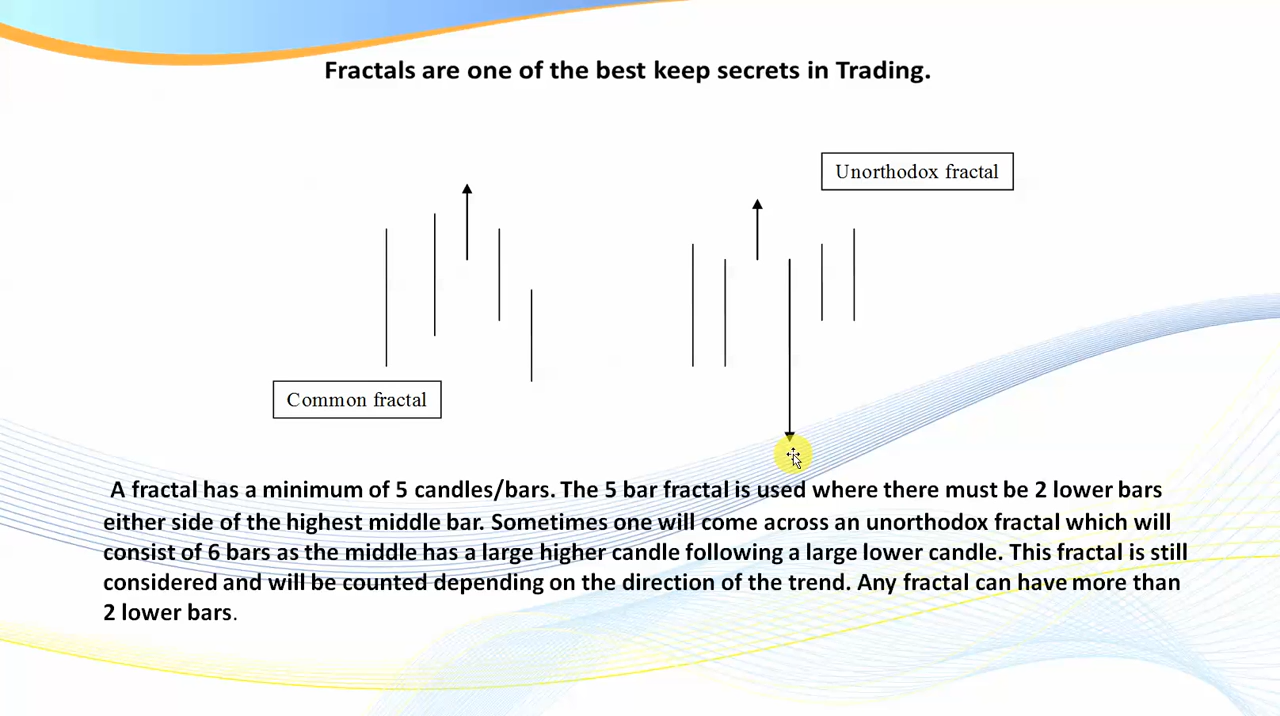 Fractals are one of the best keep secrets in Trading.
Unorthodox fractal
Common fractal
A fractal has a minimum of 5 candles/bars. The 5 bar fractal is used where there must be 2 lower bars
either side of the highest middle bar. Sometimes one will come across an unorthodox fractal which will
consist of 6 bars as the middle has a large higher candle following a large lower candle. This fractal is still
considered and will be counted depending on the direction of the trend. Any fractal can have more than
2 lower bars.